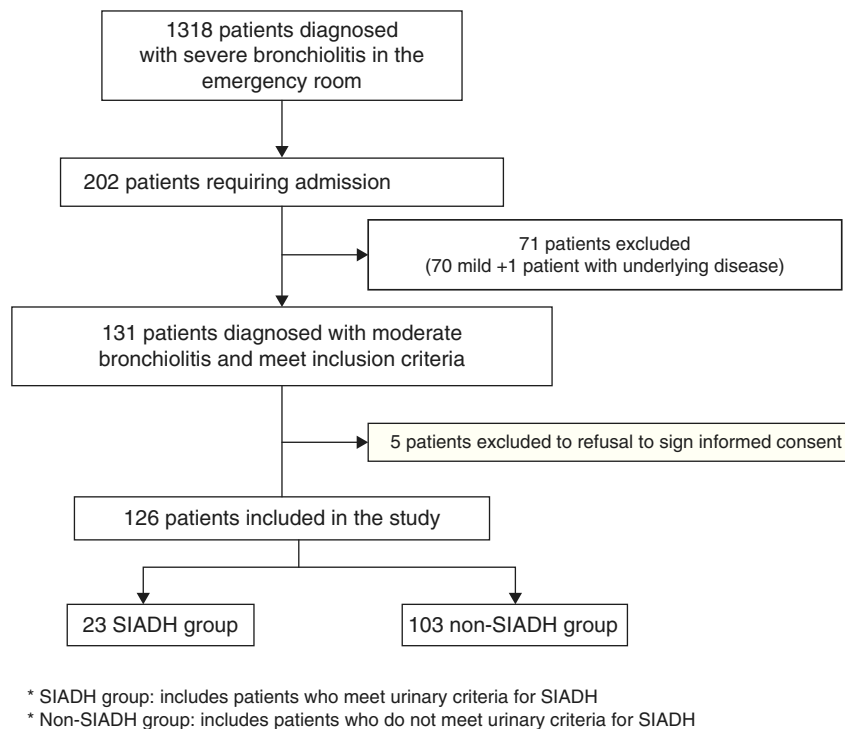 1318 patients diagnosed
with severe bronchiolitis in the
emergency room
202 patients requiring admission
71 patients excluded
(70 mild +1 patient with underlying disease)
131 patients diagnosed with moderate
bronchiolitis and meet inclusion criteria
5 patients excluded to refusal to sign informed consent
126 patients included in the study
23 SIADH group
103 non-SIADH group
* SIADH group: includes patients who meet urinary criteria for SIADH
* Non-SIADH group: includes patients who do not meet urinary criteria for SIADH